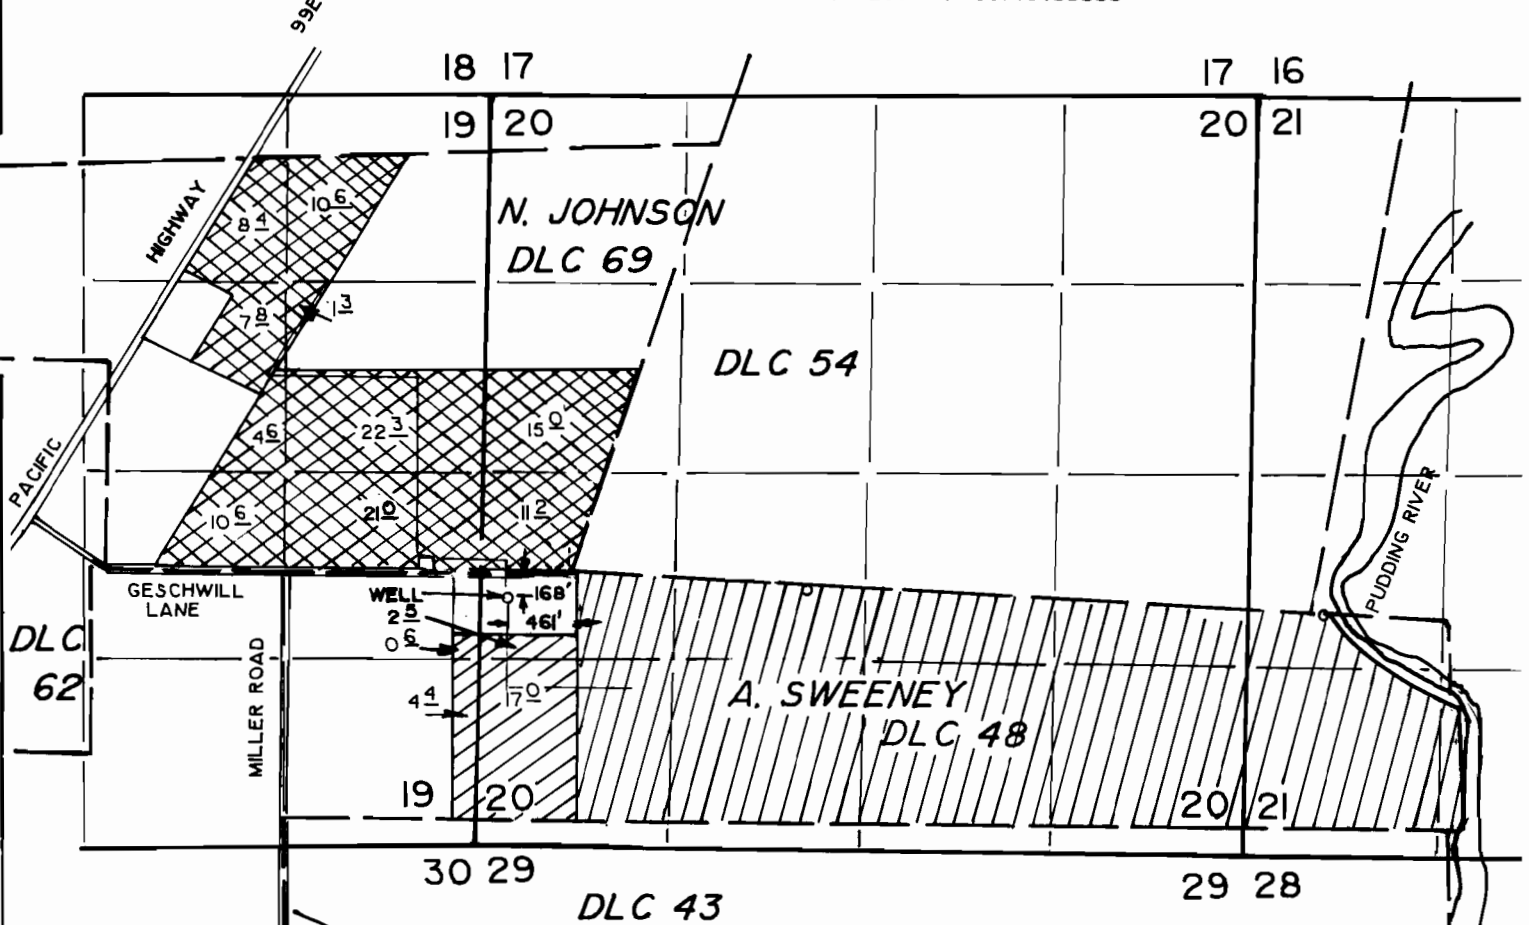 99E
18 17
17 16
19 20
20 21
HIGHWAY
8 4
10 6
N. JOHNSON
DLC 69
7 8
1 3
DLC 54
PACIFIC
4 6
22 3
15 0
10 6
21 0
11 2
PUDDING RIVER
GESCHWILL
LANE
WELL
168'
2 5
461'
0 6
DLC
62
MILLER ROAD
4 4
17 0
A. SWEENEY
DLC 48
19 20
20 21
30 29
29 28
DLC 43